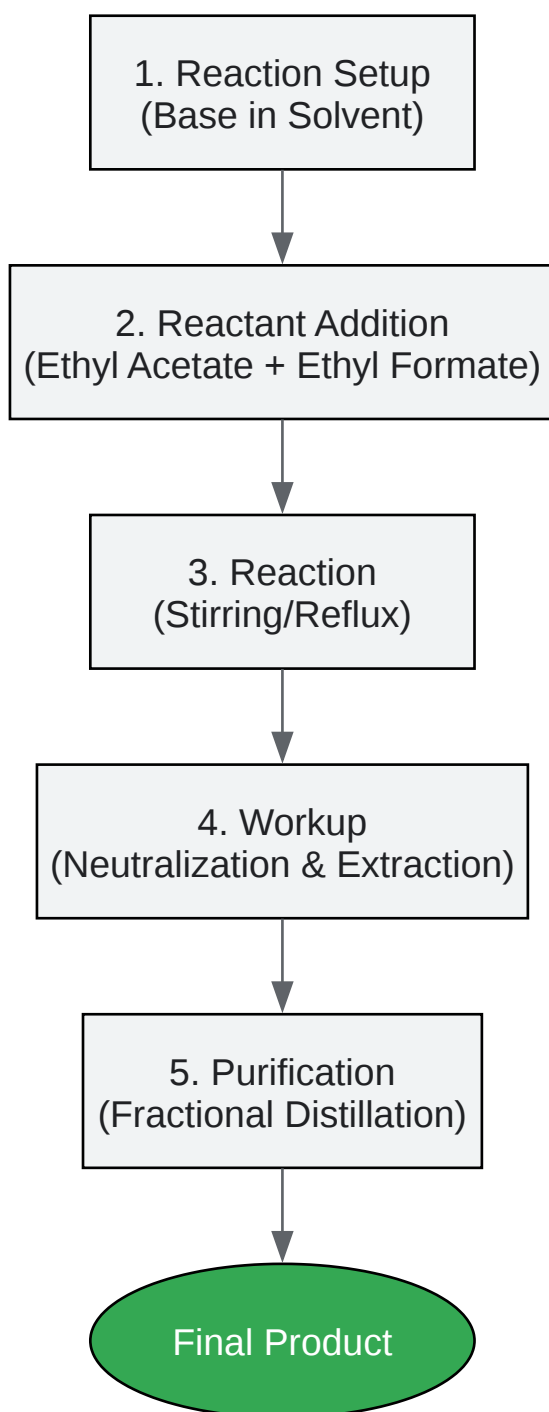 1. Reaction Setup
(Base in Solvent)
2. Reactant Addition
(Ethyl Acetate + Ethyl Formate)
3. Reaction
(Stirring/Reflux)
4. Workup
(Neutralization & Extraction)
5. Purification
(Fractional Distillation)
Final Product